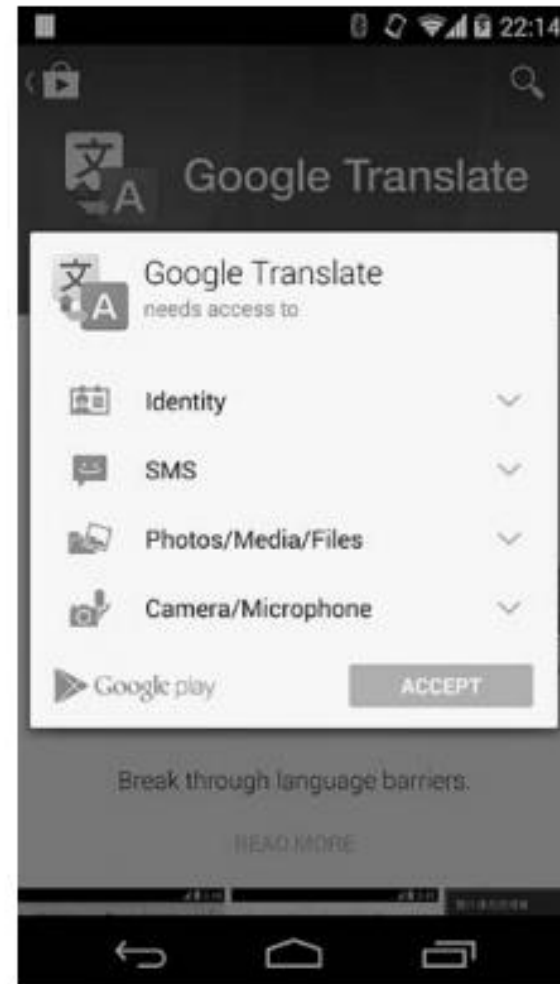 22:14
文
A
Google Translate
文
A
Google Translate
needs access to
Identity
SMS
Photos/Media/Files
Camera/Microphone
Google play
ACCEPT
Break through language barriers.
READ MORE